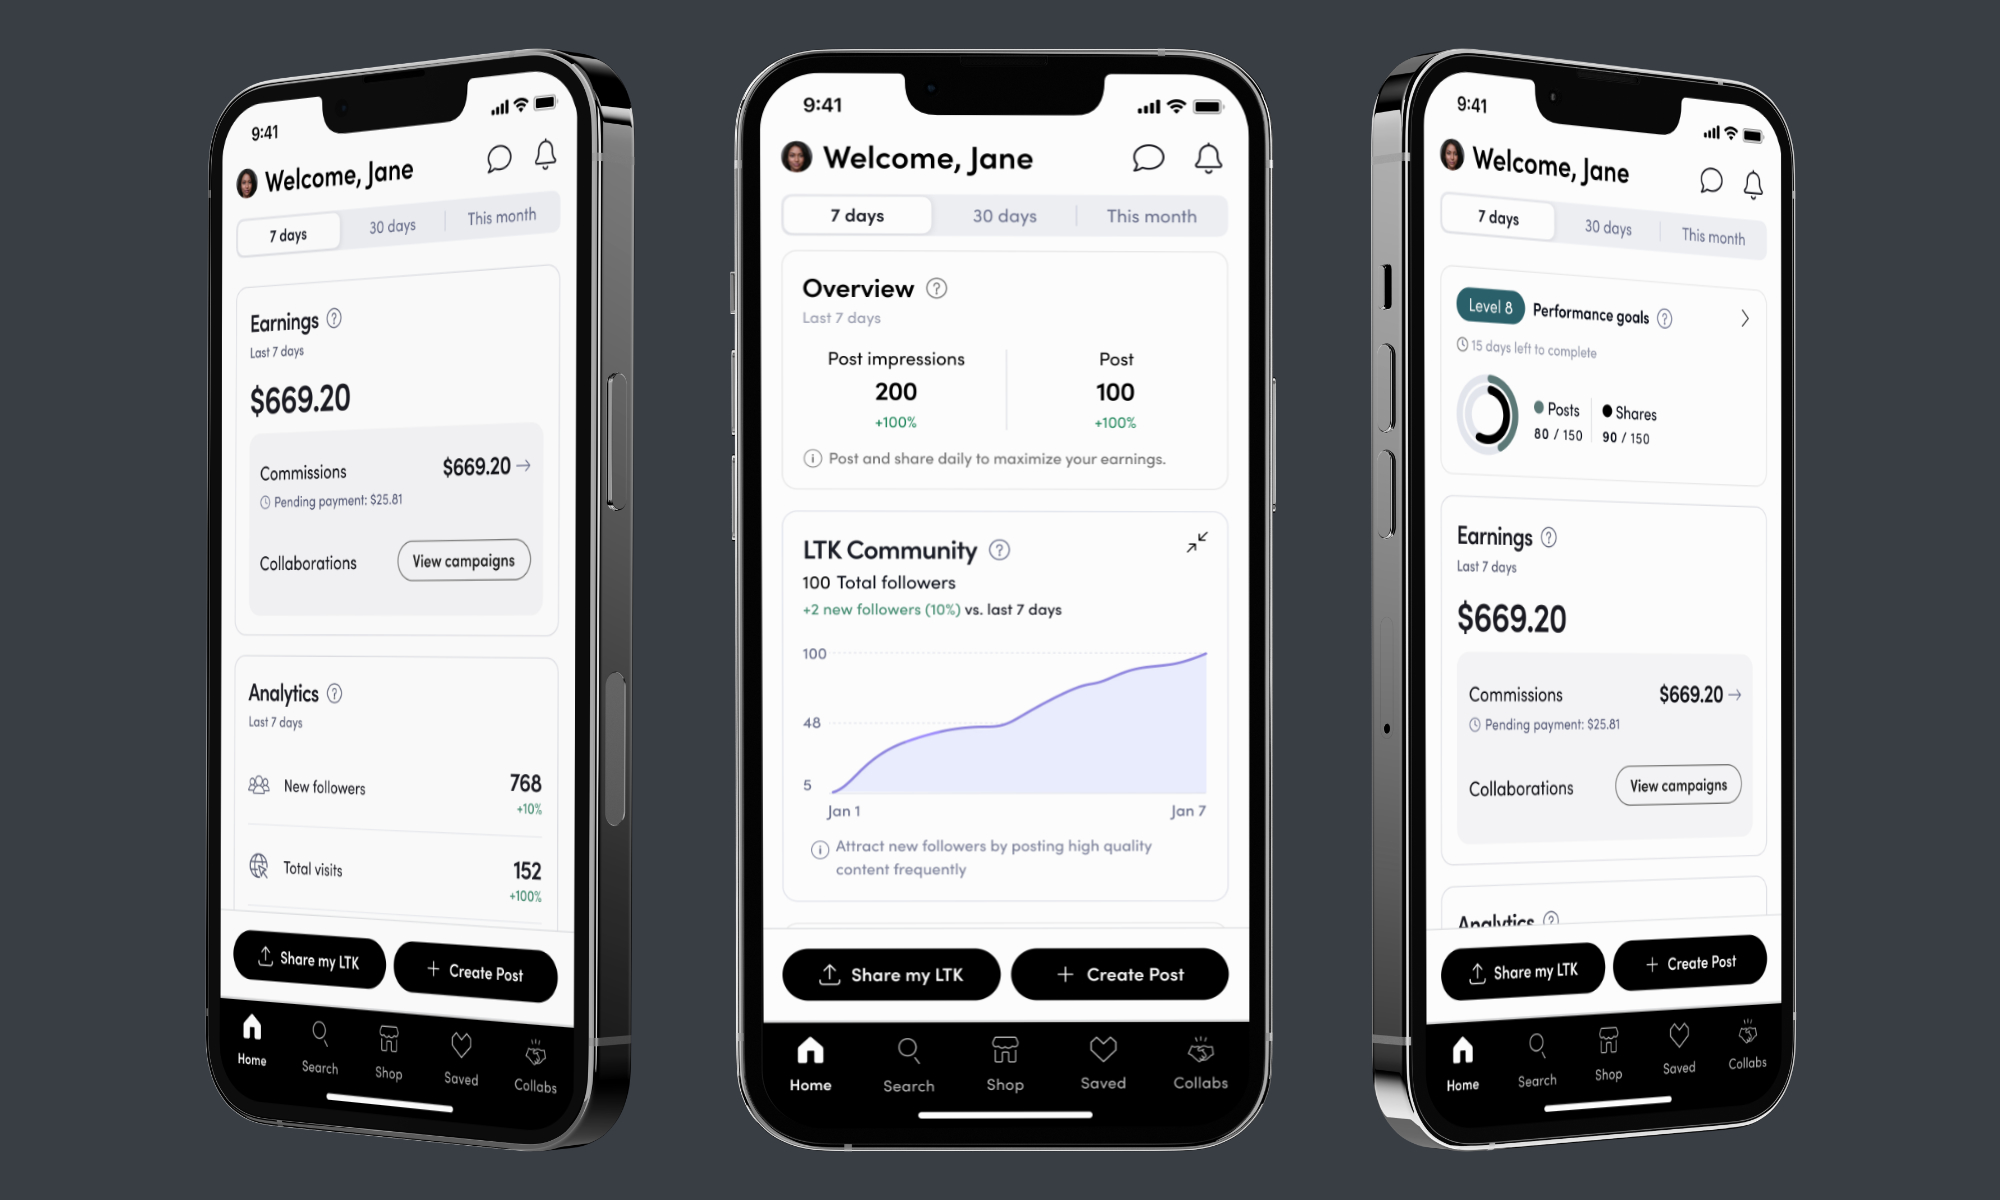 9:41
Welcome, Jane
7 days
30 days
This month
Earnings ?
Last 7 days
$669.20
Commissions
$669.20
Pending payment: $25.81
Collaborations
View campaigns
Analytics ?
Last 7 days
New followers
768
+10%
Total visits
152
+100%
Share my LTK
Create Post
Home
Search
Shop
Saved
Collabs
9:41
Welcome, Jane
7 days
30 days
This month
Overview ?
Last 7 days
Post impressions
200
+100%
Post
100
+100%
Post and share daily to maximize your earnings.
LTK Community ?
100 Total followers
+2 new followers (10%) vs. last 7 days
100
48
5
Jan 1
Jan 7
Attract new followers by posting high quality
content frequently
Share my LTK
Create Post
Home
Search
Shop
Saved
Collabs
9:41
Welcome, Jane
7 days
30 days
This month
Level 8
Performance goals ?
15 days left to complete
Posts
80 / 150
Shares
90 / 150
Earnings ?
Last 7 days
$669.20
Commissions
$669.20
Pending payment: $25.81
Collaborations
View campaigns
Analytics ?
Share my LTK
Create Post
Home
Search
Shop
Saved
Collabs